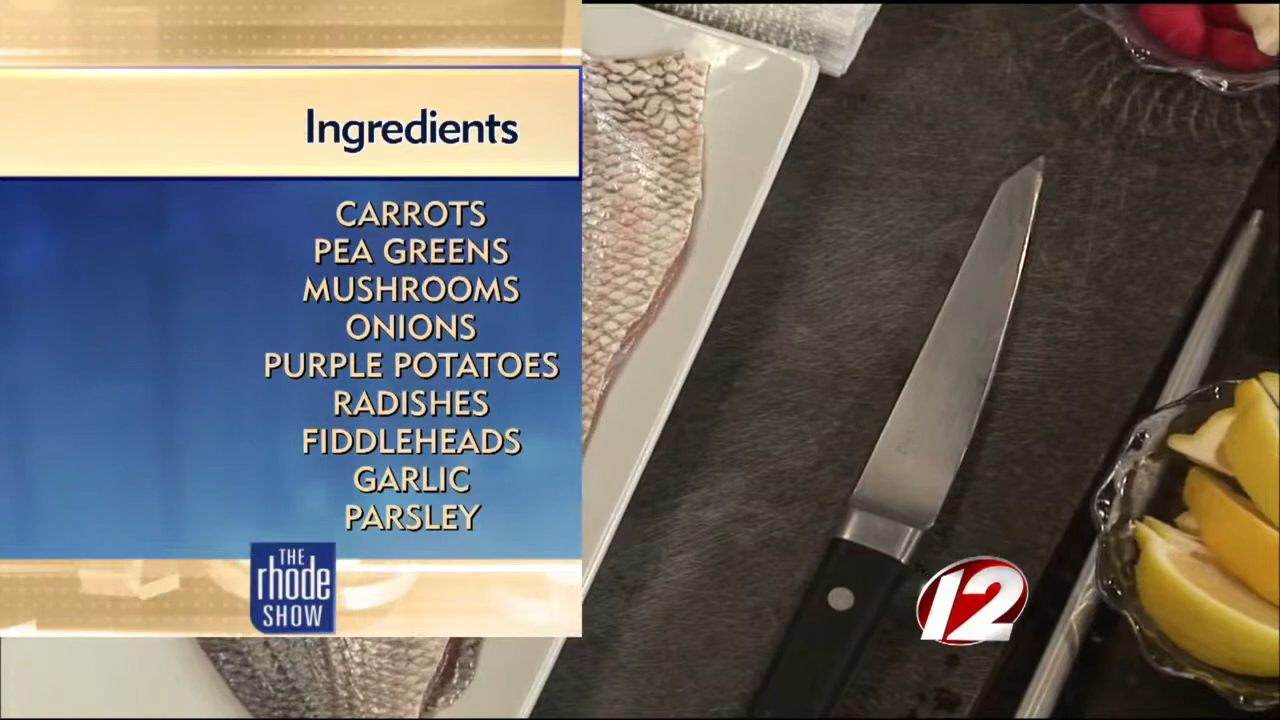 Ingredients
CARROTS
PEA GREENS
MUSHROOMS
ONIONS
PURPLE POTATOES
RADISHES
FIDDLEHEADS
GARLIC
PARSLEY
THE
rhode
SHOW
12